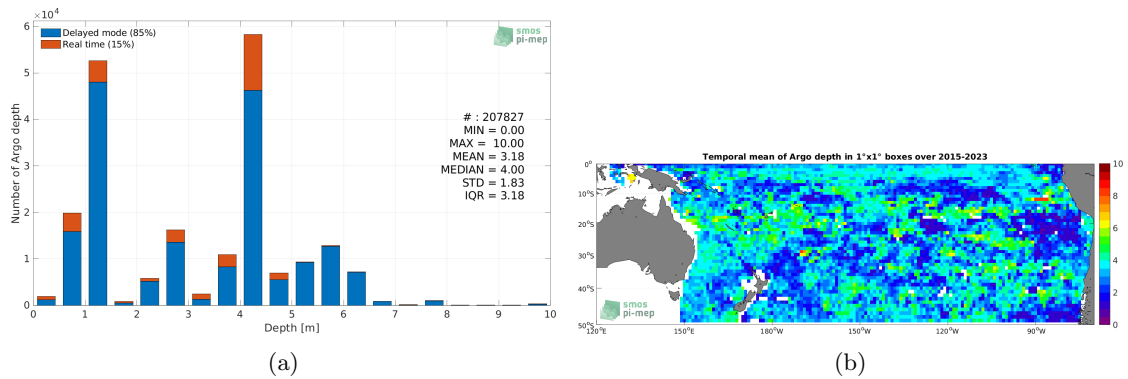 6 ×10⁴
Delayed mode (85%)
Real time (15%)
smos
pi-mep
5
4
3
2
1
0
Number of Argo depth
# : 207827
MIN = 0.00
MAX = 10.00
MEAN = 3.18
MEDIAN = 4.00
STD = 1.83
IQR = 3.18
0 1 2 3 4 5 6 7 8 9 10
Depth [m]
(a)
Temporal mean of Argo depth in 1°x1° boxes over 2015-2023
0°
10°S
20°S
30°S
40°S
50°S
120°E 150°E 180°W 150°W 120°W 90°W
smos
pi-mep
10
8
6
4
2
0
(b)